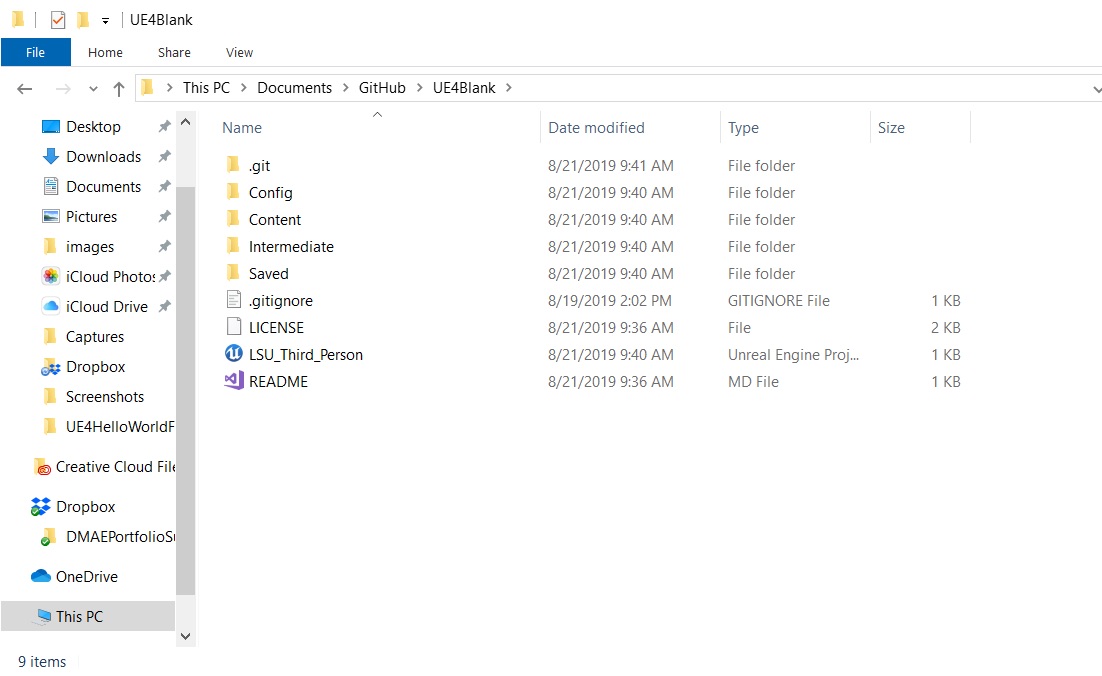 UE4Blank
File Home Share View
This PC Documents GitHub UE4Blank
Name Date modified Type Size
Desktop
Downloads
Documents
Pictures
images
iCloud Photos
iCloud Drive
Captures
Dropbox
Screenshots
UE4HelloWorldF
Creative Cloud File
Dropbox
DMAEPortfolioSu
OneDrive
This PC
.git 8/21/2019 9:41 AM File folder
Config 8/21/2019 9:40 AM File folder
Content 8/21/2019 9:40 AM File folder
Intermediate 8/21/2019 9:40 AM File folder
Saved 8/21/2019 9:40 AM File folder
.gitignore 8/19/2019 2:02 PM GITIGNORE File 1 KB
LICENSE 8/21/2019 9:36 AM File 2 KB
LSU_Third_Person 8/21/2019 9:40 AM Unreal Engine Proj... 1 KB
README 8/21/2019 9:36 AM MD File 1 KB
9 items